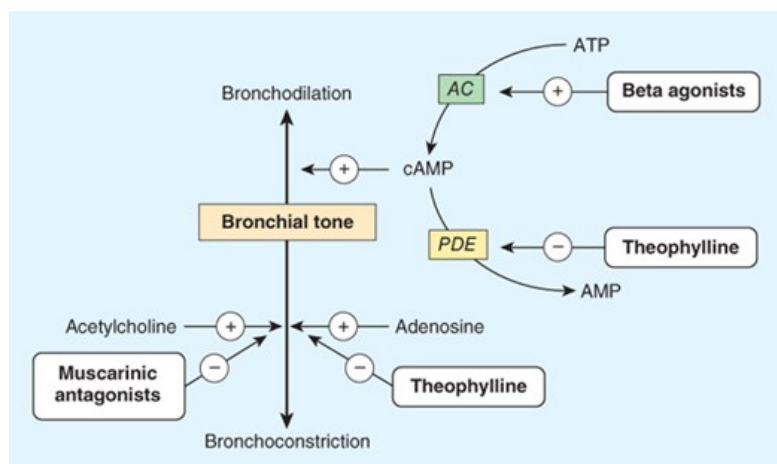 ATP
AC
+
Beta agonists
Bronchodilation
+
cAMP
Bronchial tone
PDE
−
Theophylline
AMP
Acetylcholine
+
+
Adenosine
Muscarinic
antagonists
−
−
Theophylline
Bronchoconstriction